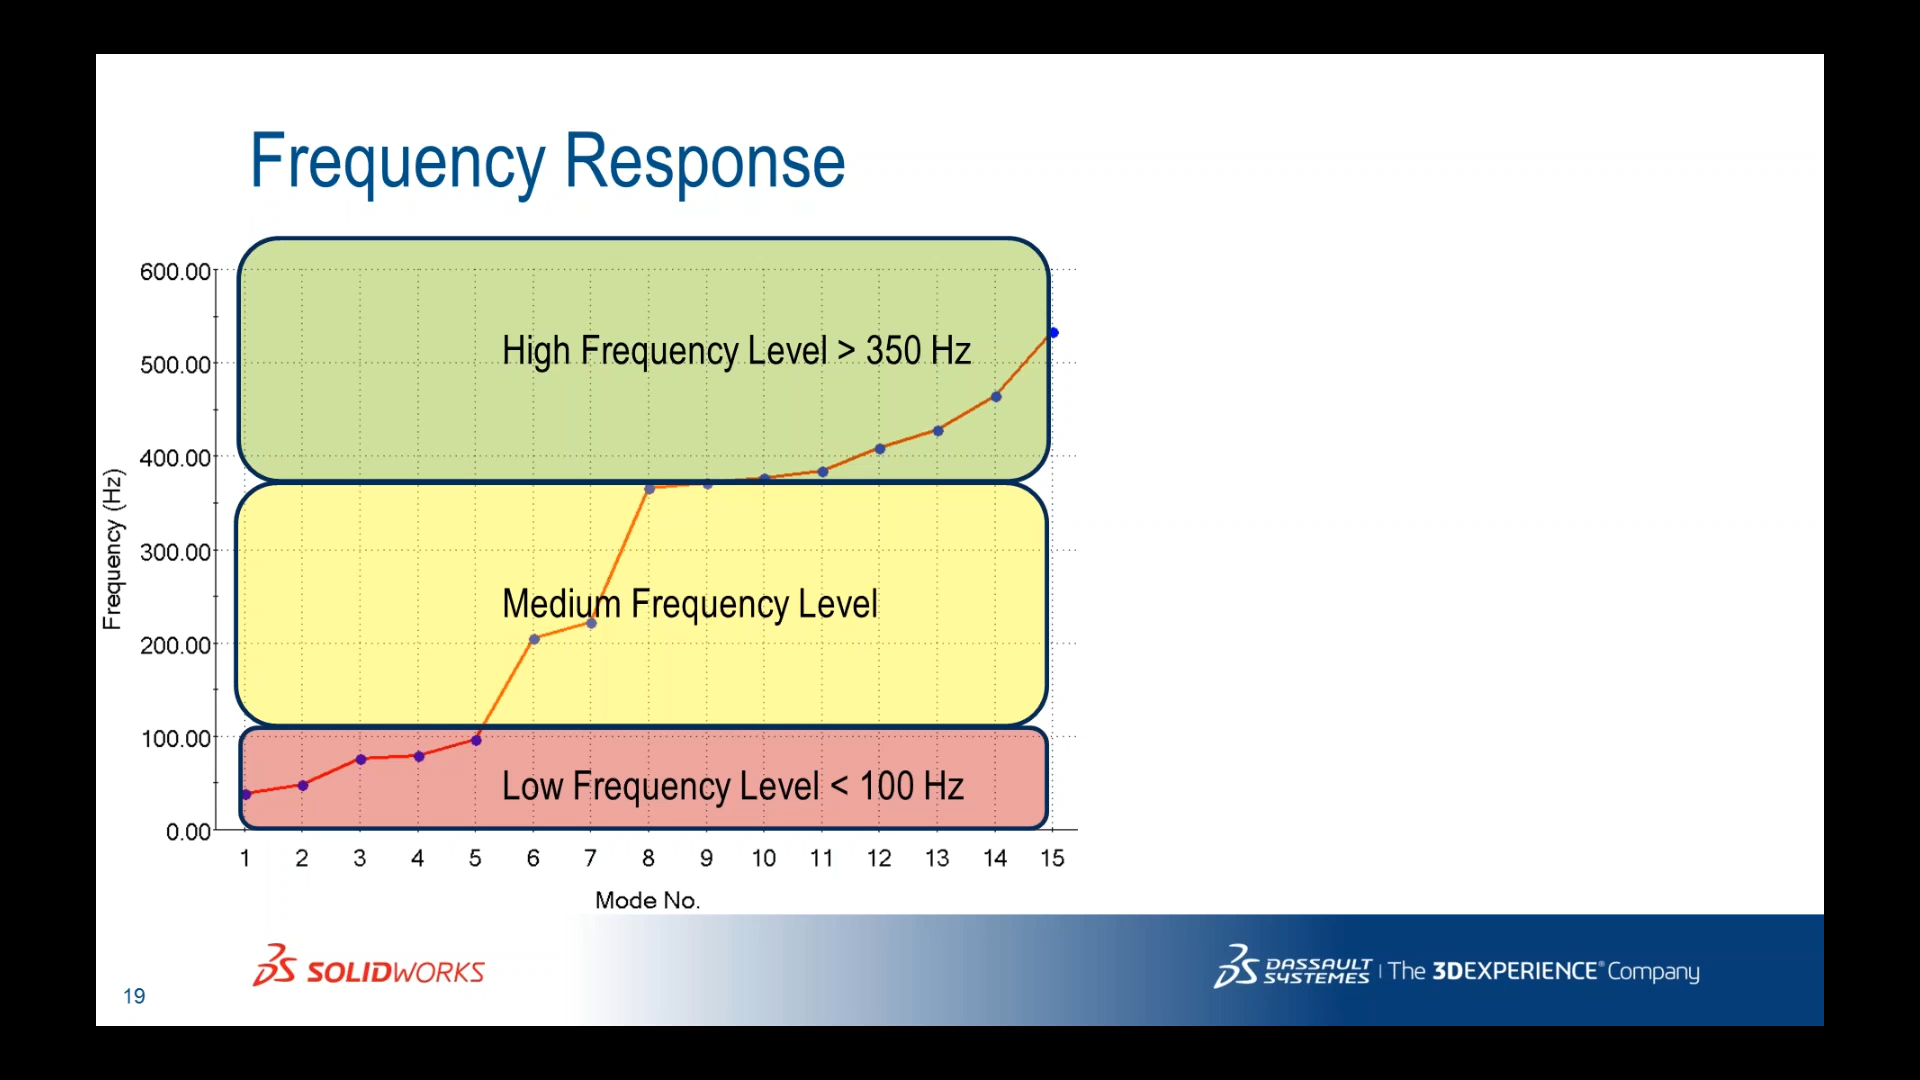 Frequency Response
600.00
500.00
400.00
300.00
200.00
100.00
0.00
Frequency (Hz)
High Frequency Level > 350 Hz
Medium Frequency Level
Low Frequency Level < 100 Hz
1 2 3 4 5 6 7 8 9 10 11 12 13 14 15
Mode No.
19
3DS SOLIDWORKS
3DS DASSAULT SYSTEMES | The 3DEXPERIENCE® Company